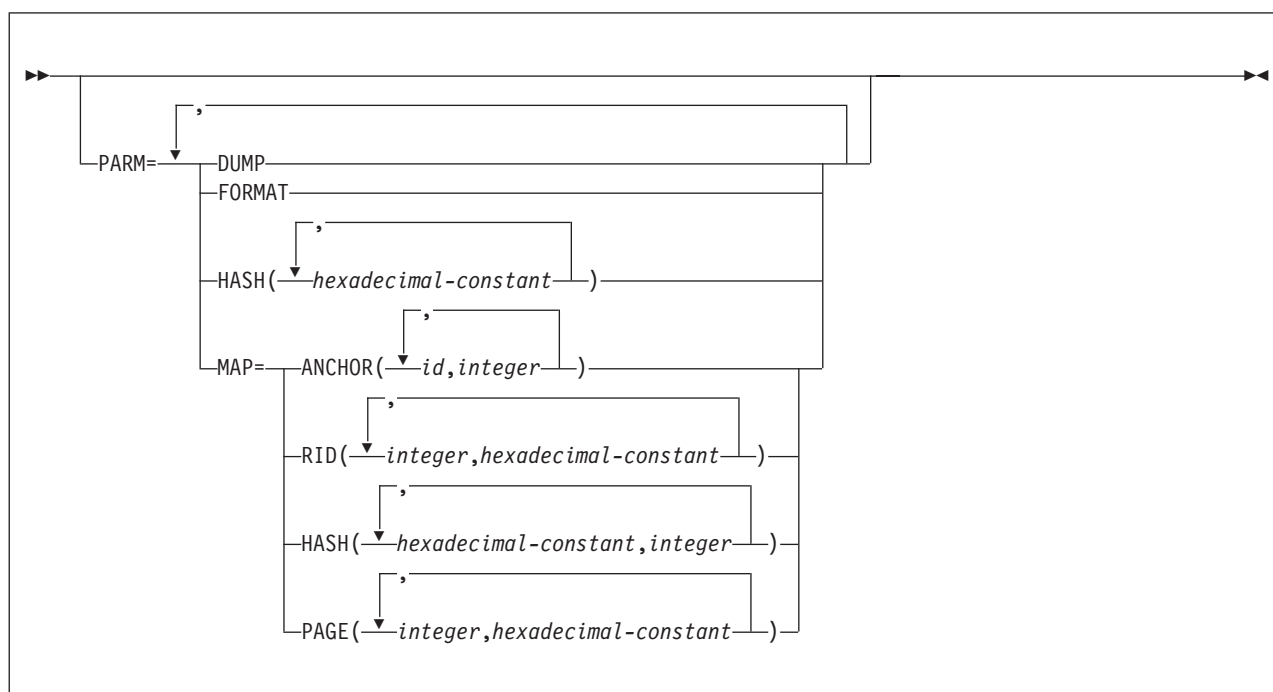 ,
PARM= DUMP
FORMAT
,
HASH( hexadecimal-constant )
,
MAP= ANCHOR( id,integer )
,
RID( integer,hexadecimal-constant )
,
HASH( hexadecimal-constant,integer )
,
PAGE( integer,hexadecimal-constant )